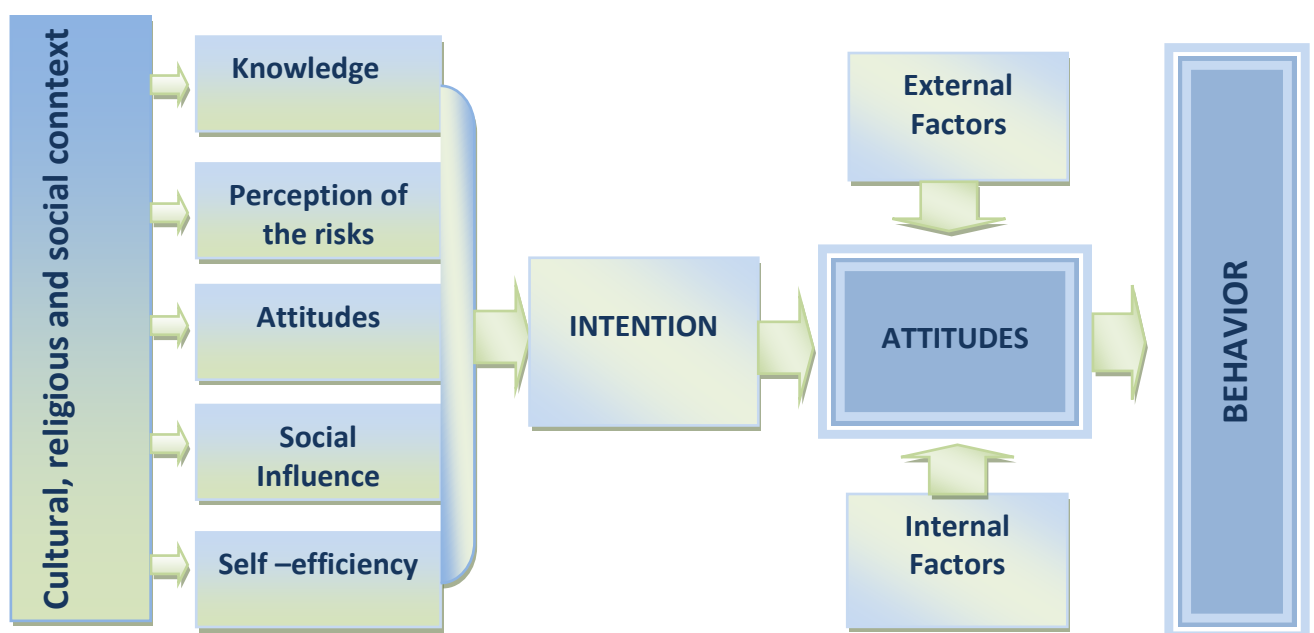 Cultural, religious and social conntext
Knowledge
Perception of
the risks
Attitudes
Social
Influence
Self –efficiency
INTENTION
External
Factors
ATTITUDES
Internal
Factors
BEHAVIOR